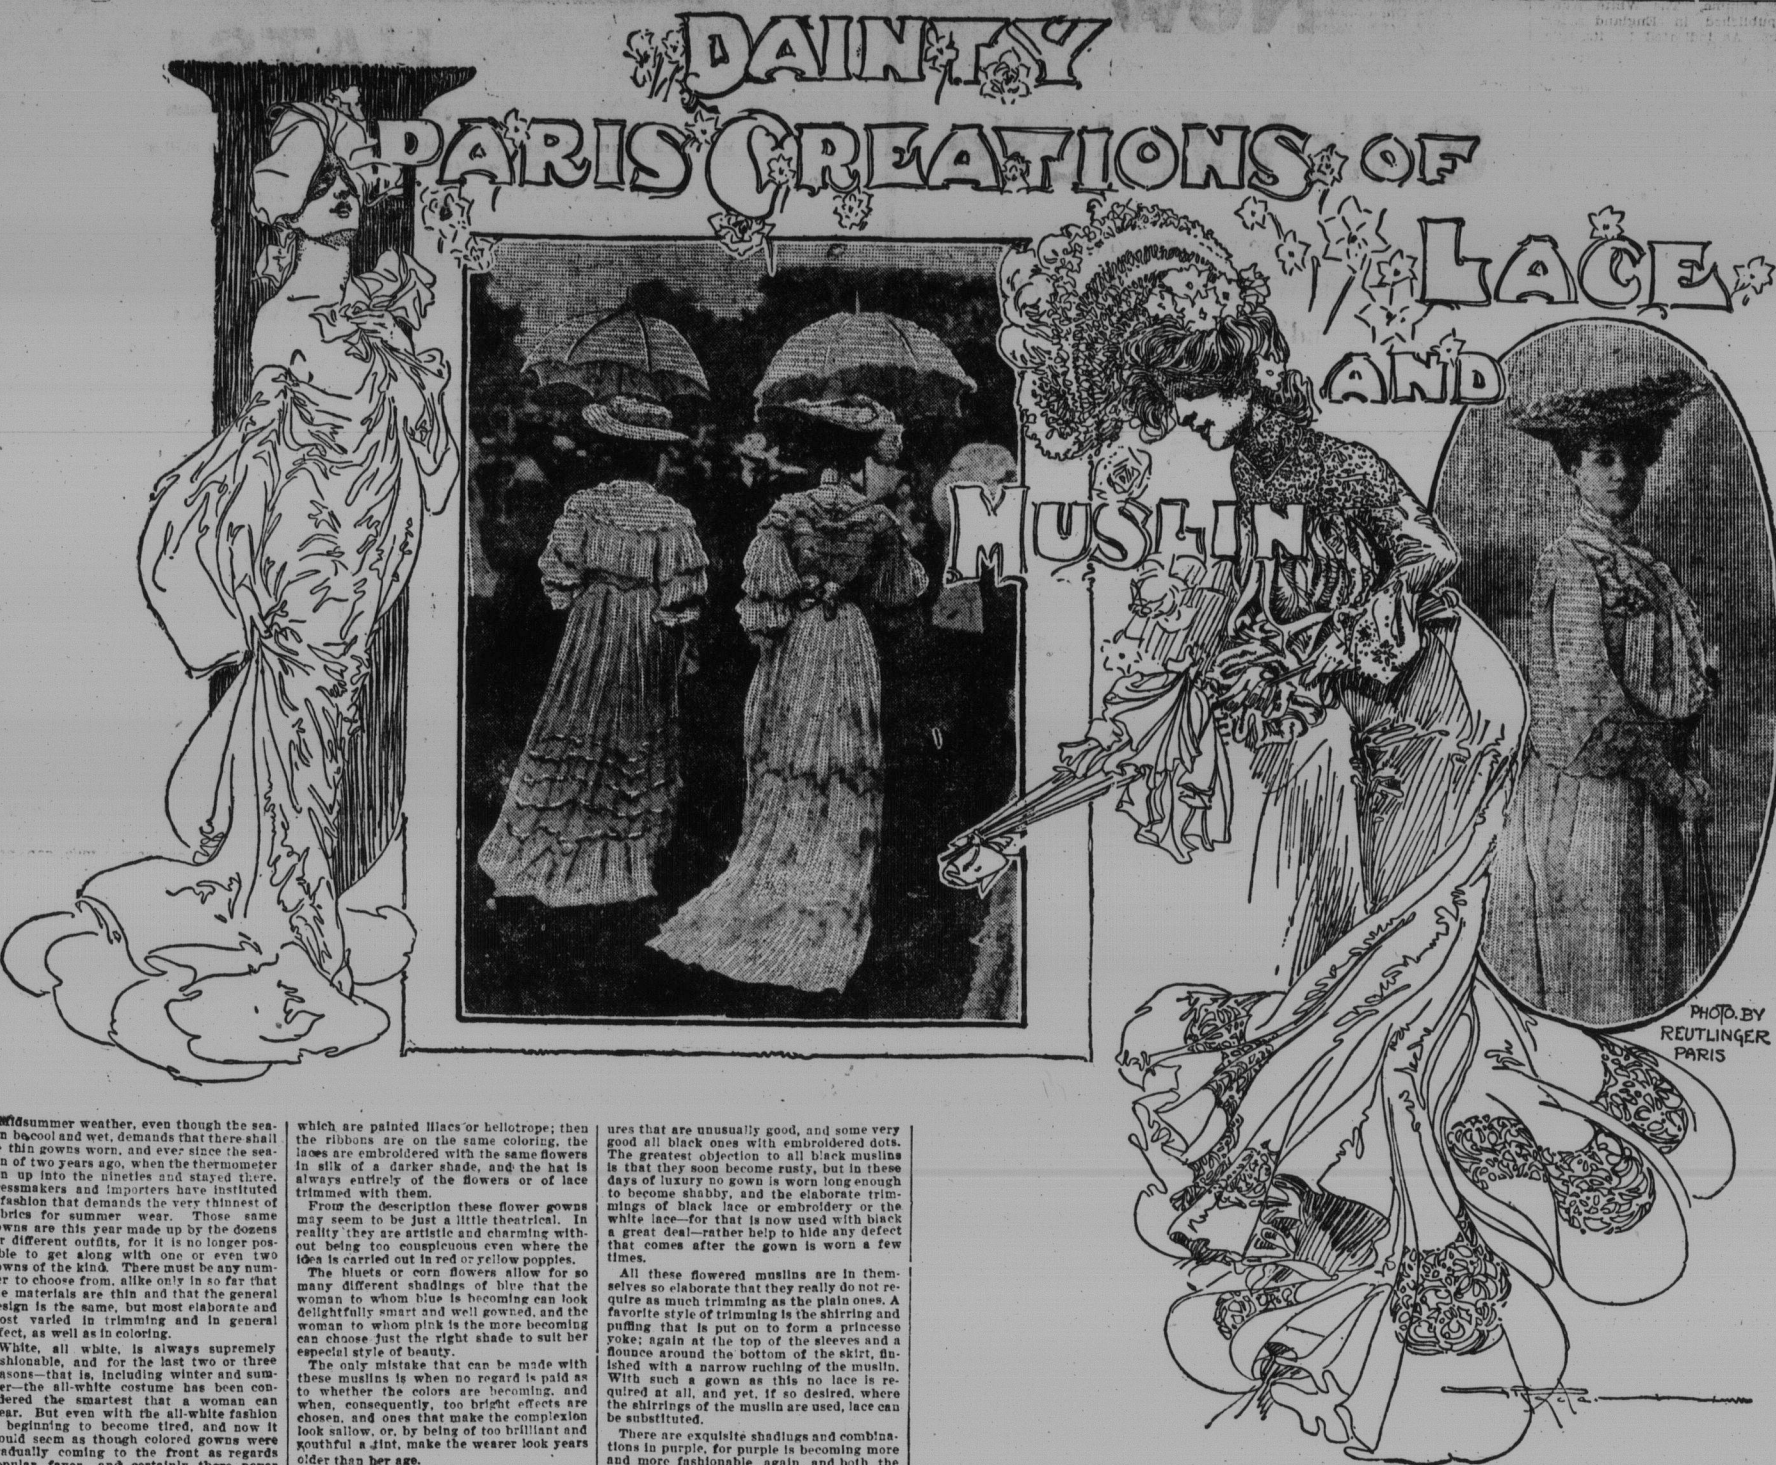 DAINTY
PARIS CREATIONS OF
LACE
AND
MUSLIN
PHOTO. BY
REUTLINGER
PARIS
Midsummer weather, even though the sea-
n be cool and wet, demands that there shall
thin gowns worn, and ever since the sea-
n of two years ago, when the thermometer
n up into the nineties and stayed there,
essmakers and importers have instituted
fashion that demands the very thinnest of
brics for summer wear. Those same
wns are this year made up by the dozens
r different outfits, for it is no longer pos-
ble to get along with one or even two
wns of the kind. There must be any num-
er to choose from, alike only in so far that
e materials are thin and that the general
sign is the same, but most elaborate and
ost varied in trimming and in general
fect, as well as in coloring.
White, all white, is always supremely
shionable, and for the last two or three
asons—that is, including winter and sum-
er—the all-white costume has been con-
dered the smartest that a woman can
ear. But even with the all-white fashion
beginning to become tired, and now it
ould seem as though colored gowns were
adually coming to the front as regards
which are painted lilacs or heliotrope; then
the ribbons are on the same coloring, the
laces are embroidered with the same flowers
in silk of a darker shade, and the hat is
always entirely of the flowers or of lace
trimmed with them.
From the description these flower gowns
may seem to be just a little theatrical. In
reality they are artistic and charming with-
out being too conspicuous even where the
idea is carried out in red or yellow poppies.
The bluets or corn flowers allow for so
many different shadings of blue that the
woman to whom blue is becoming can look
delightfully smart and well gowned, and the
woman to whom pink is the more becoming
can choose just the right shade to suit her
especial style of beauty.
The only mistake that can be made with
these muslins is when no regard is paid as
to whether the colors are becoming, and
when, consequently, too bright effects are
chosen, and ones that make the complexion
look sallow, or, by being of too brilliant and
youthful a tint, make the wearer look years
older than her age.
ures that are unusually good, and some very
good all black ones with embroidered dots.
The greatest objection to all black muslins
is that they soon become rusty, but in these
days of luxury no gown is worn long enough
to become shabby, and the elaborate trim-
mings of black lace or embroidery or the
white lace—for that is now used with black
a great deal—rather help to hide any defect
that comes after the gown is worn a few
times.
All these flowered muslins are in them-
selves so elaborate that they really do not re-
quire as much trimming as the plain ones. A
favorite style of trimming is the shirring and
puffing that is put on to form a princesse
yoke; again at the top of the sleeves and a
flounce around the bottom of the skirt, fin-
ished with a narrow ruching of the muslin.
With such a gown as this no lace is re-
quired at all, and yet, if so desired, where
the shirrings of the muslin are used, lace can
be substituted.
There are exquisite shadings and combina-
tions in purple, for purple is becoming more
and more fashionable again, and both the